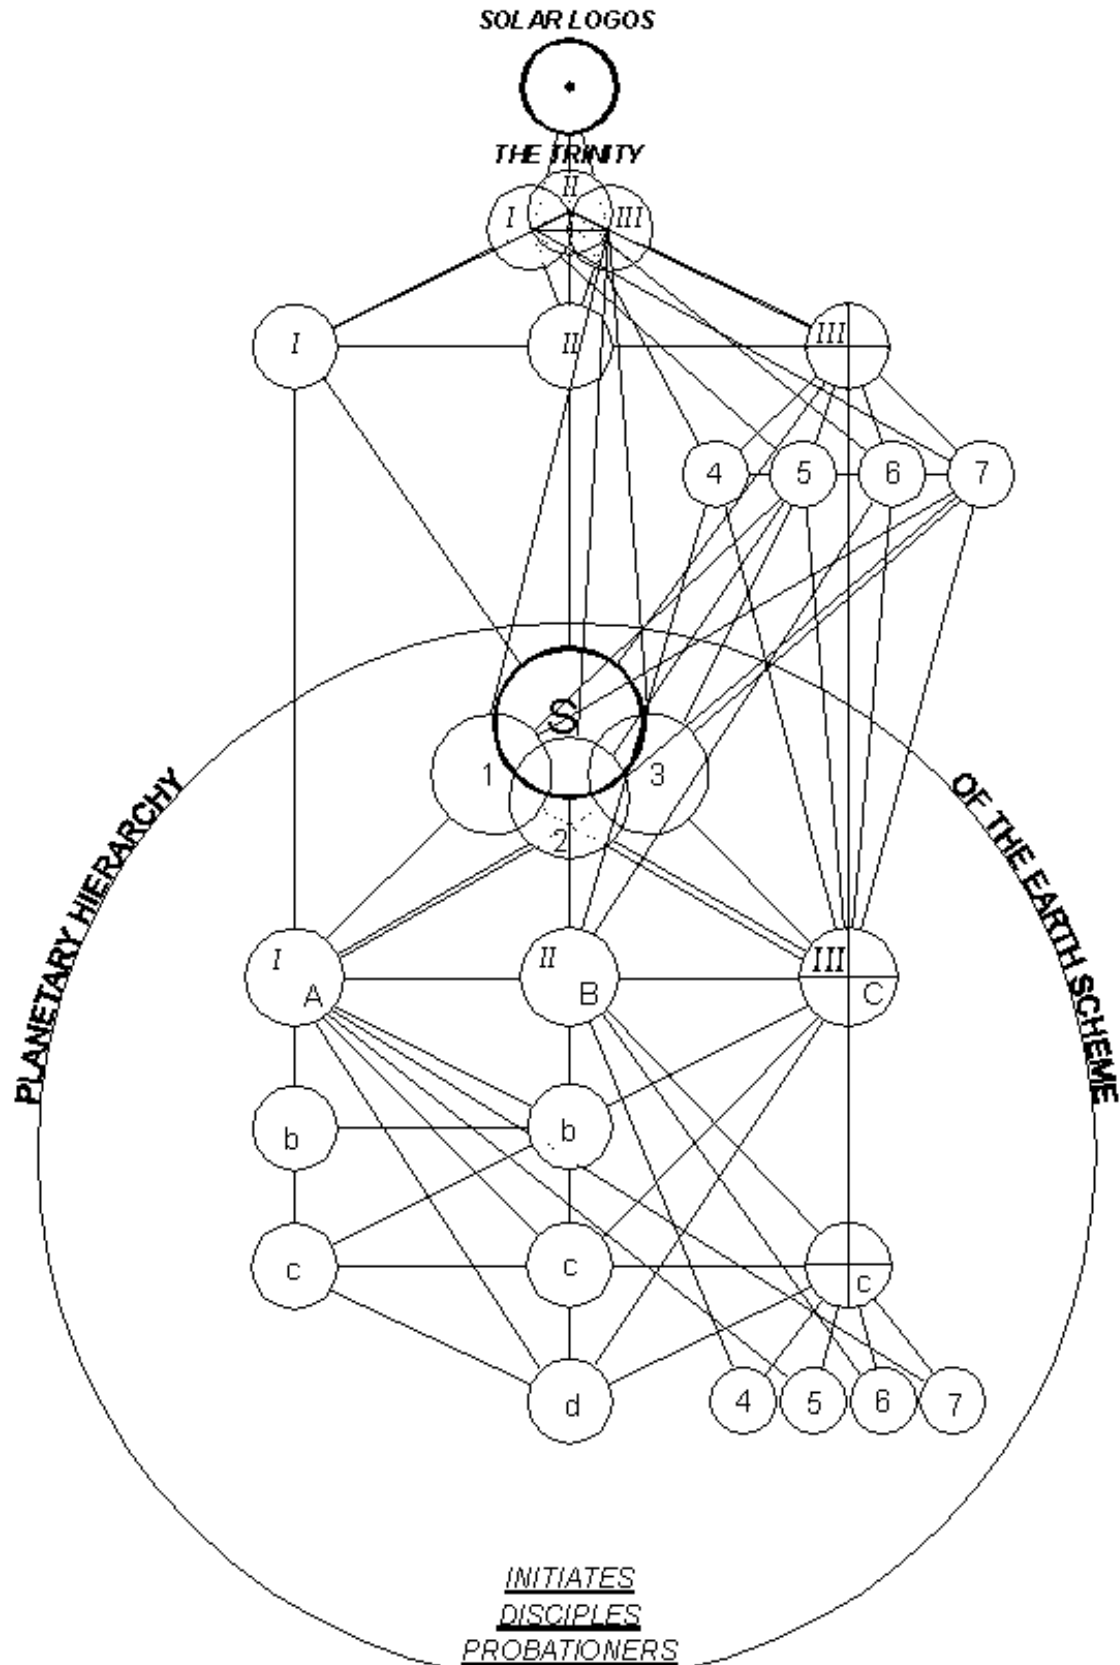 SOLAR LOGOS
THE TRINITY
II
I III
I II III
4 5 6 7
S
1 3
2
PLANETARY HIERARCHY
OF THE EARTH SCHEME
I II III
A B C
b b
c c c
d 4 5 6 7
INITIATES
DISCIPLES
PROBATIONERS